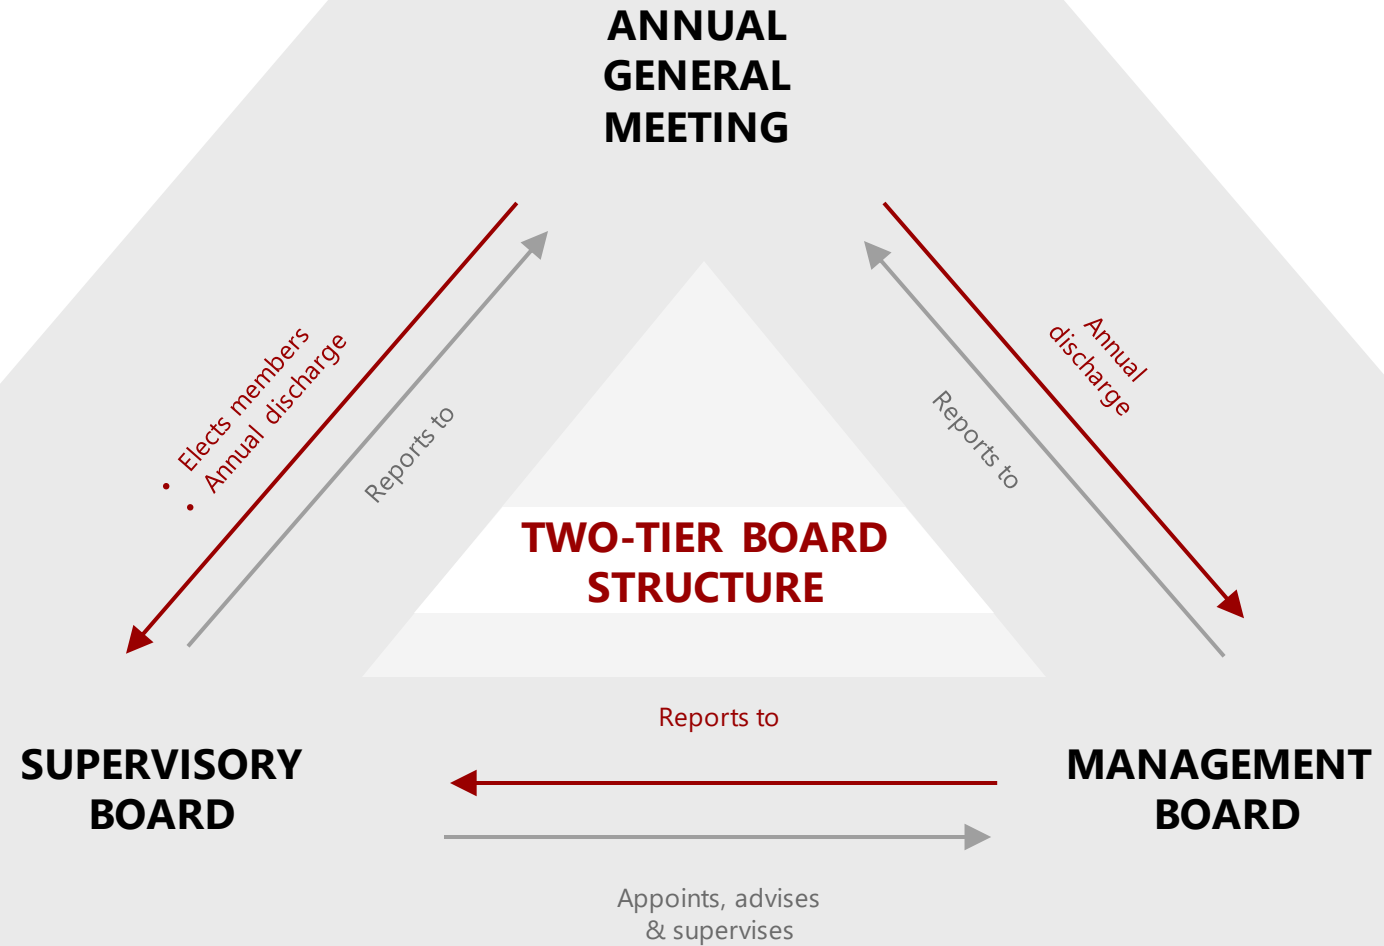 ANNUAL
GENERAL
MEETING
• Elects members
• Annual discharge
Reports to
Annual
discharge
Reports to
TWO-TIER BOARD
STRUCTURE
Reports to
SUPERVISORY
BOARD
MANAGEMENT
BOARD
Appoints, advises
& supervises